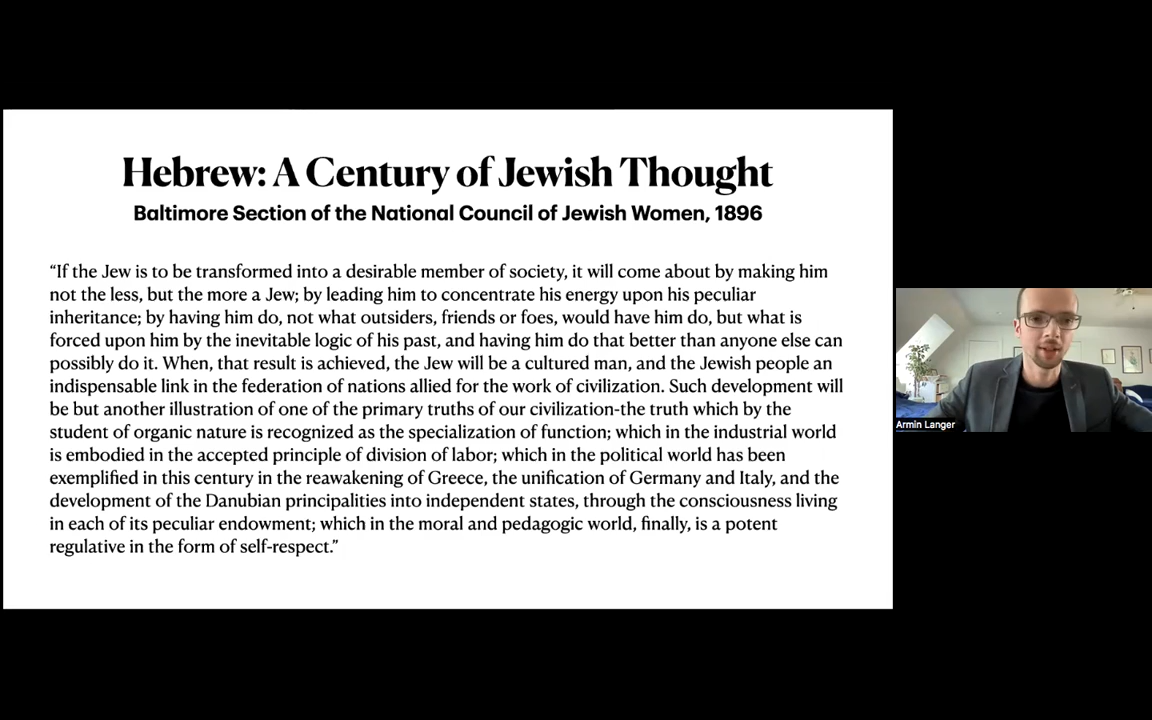 Hebrew: A Century of Jewish Thought
Baltimore Section of the National Council of Jewish Women, 1896
“If the Jew is to be transformed into a desirable member of society, it will come about by making him
not the less, but the more a Jew; by leading him to concentrate his energy upon his peculiar
inheritance; by having him do, not what outsiders, friends or foes, would have him do, but what is
forced upon him by the inevitable logic of his past, and having him do that better than anyone else can
possibly do it. When, that result is achieved, the Jew will be a cultured man, and the Jewish people an
indispensable link in the federation of nations allied for the work of civilization. Such development will
be but another illustration of one of the primary truths of our civilization-the truth which by the
student of organic nature is recognized as the specialization of function; which in the industrial world
is embodied in the accepted principle of division of labor; which in the political world has been
exemplified in this century in the reawakening of Greece, the unification of Germany and Italy, and the
development of the Danubian principalities into independent states, through the consciousness living
in each of its peculiar endowment; which in the moral and pedagogic world, finally, is a potent
regulative in the form of self-respect.”
Armin Langer